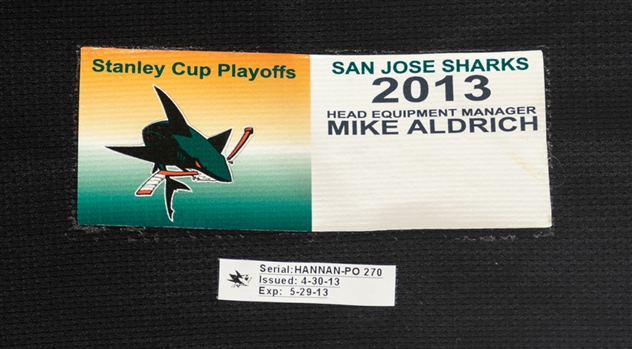 Stanley Cup Playoffs
SAN JOSE SHARKS
2013
HEAD EQUIPMENT MANAGER
MIKE ALDRICH
Serial:HANNAN-PO 270
Issued: 4-30-13
Exp: 5-29-13